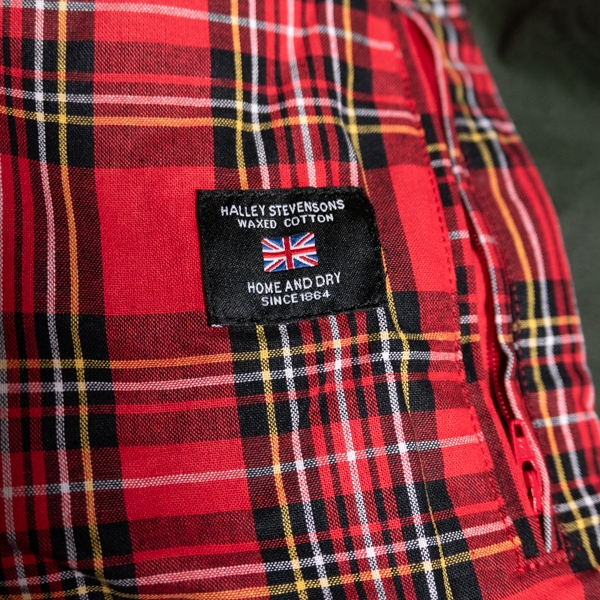 HALLEY STEVENSONS
WAXED COTTON
HOME AND DRY
SINCE 1864